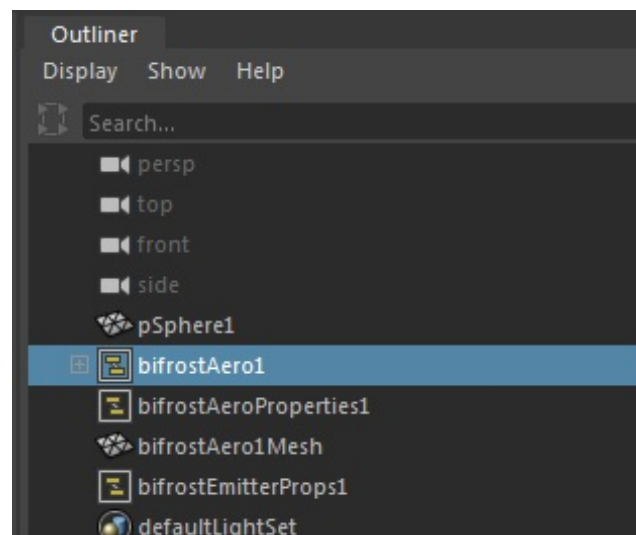 Outliner
Display Show Help
Search...
persp
top
front
side
pSphere1
bifrostAero1
bifrostAeroProperties1
bifrostAero1Mesh
bifrostEmitterProps1
defaultLightSet